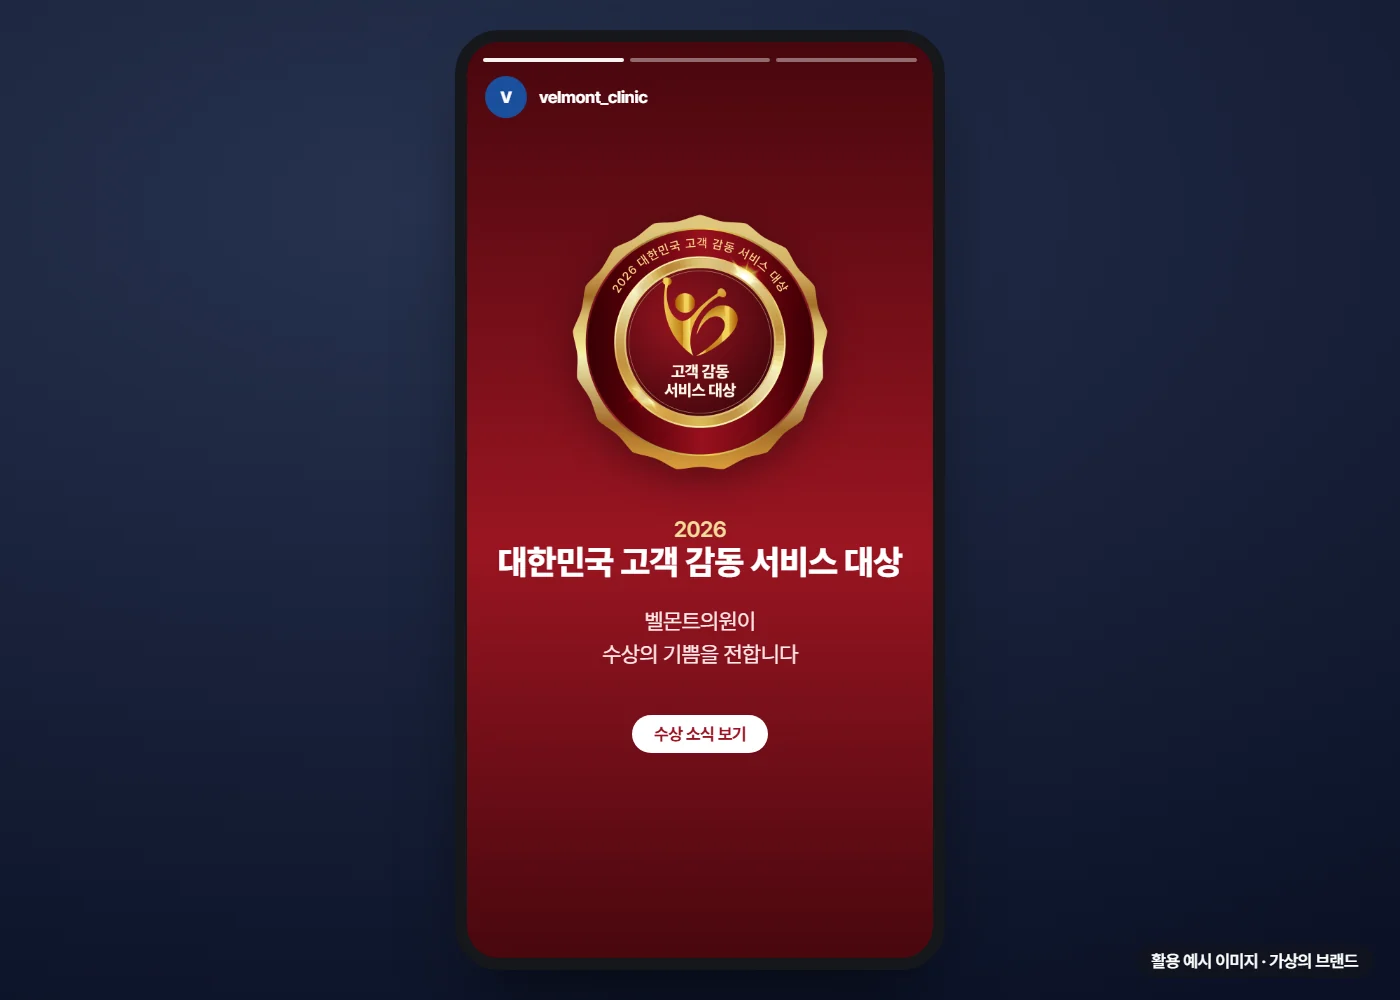 V
velmont_clinic
2026 대한민국 고객 감동 서비스 대상
고객 감동
서비스 대상
2026
대한민국 고객 감동 서비스 대상
벨몬트의원이
수상의 기쁨을 전합니다
수상 소식 보기
활용 예시 이미지 · 가상의 브랜드